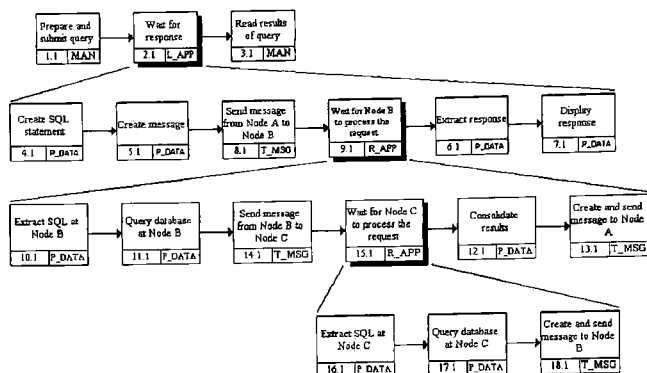 Prepare and
submit query
1.1 MAN
Wait for
response
2.1 L_APP
Read results
of query
3.1 MAN
Create SQL
statement
4.1 P_DATA
Create message
5.1 P_DATA
Send message
from Node A to
Node B
8.1 T_MSG
Wait for Node B
to process the
request
9.1 R_APP
Extract response
6.1 P_DATA
Display
response
7.1 P_DATA
Extract SQL at
Node B
10.1 P_DATA
Query database
at Node B
11.1 P_DATA
Send message
from Node B to
Node C
14.1 T_MSG
Wait for Node C
to process the
request
15.1 R_APP
Consolidate
results
12.1 P_DATA
Create and send
message to Node
A
13.1 T_MSG
Extract SQL at
Node C
16.1 P_DATA
Query database
at Node C
17.1 P_DATA
Create and send
message to Node
B
18.1 T_MSG